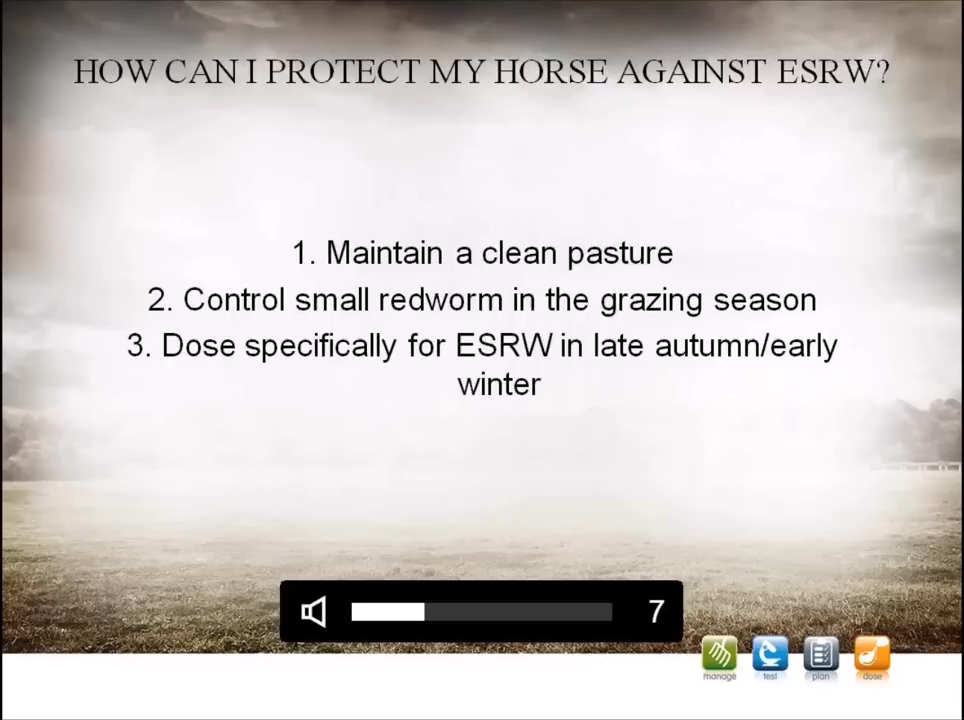 HOW CAN I PROTECT MY HORSE AGAINST ESRW?
1. Maintain a clean pasture
2. Control small redworm in the grazing season
3. Dose specifically for ESRW in late autumn/early
winter
7
manage test plan dose